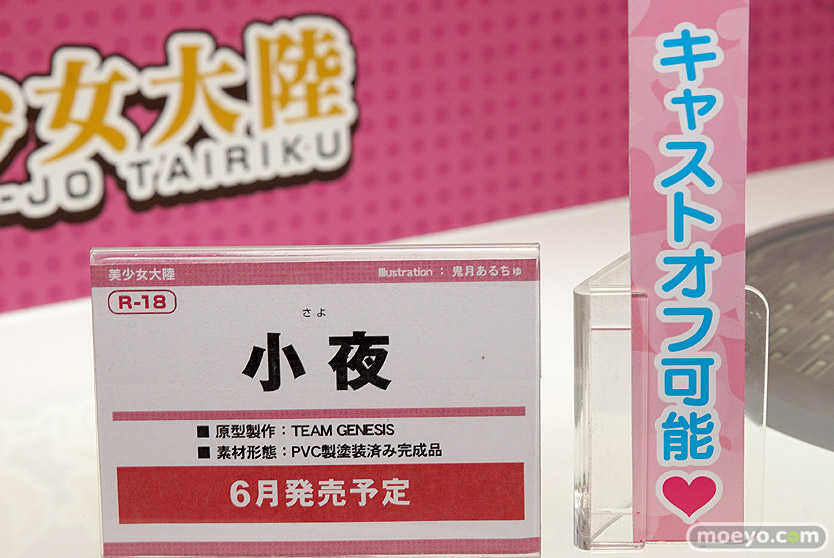 少女大陸
-JO TAIRIKU
美少女大陸
Illustration : 鬼月あるちゅ
R-18
さよ
小夜
■ 原型製作：TEAM GENESIS
■ 素材形態：PVC製塗装済み完成品
6月発売予定
キャストオフ可能♥
moeyo.com